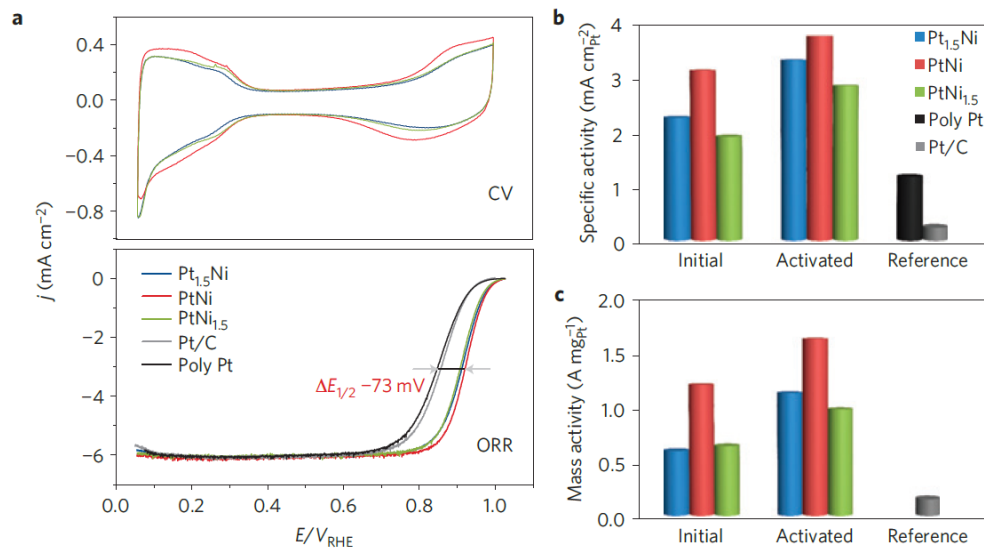 a
0.4
0.0
−0.4
−0.8
CV
j (mA cm−2)
0
−2
−4
−6
Pt1.5Ni
PtNi
PtNi1.5
Pt/C
Poly Pt
ΔE1/2 ~73 mV
ORR
0.0 0.2 0.4 0.6 0.8 1.0
E/VRHE
b
Specific activity (mA cm−2Pt)
4
3
2
1
0
Pt1.5Ni
PtNi
PtNi1.5
Poly Pt
Pt/C
Initial Activated Reference
c
Mass activity (A mg−1Pt)
2.0
1.5
1.0
0.5
0.0
Initial Activated Reference